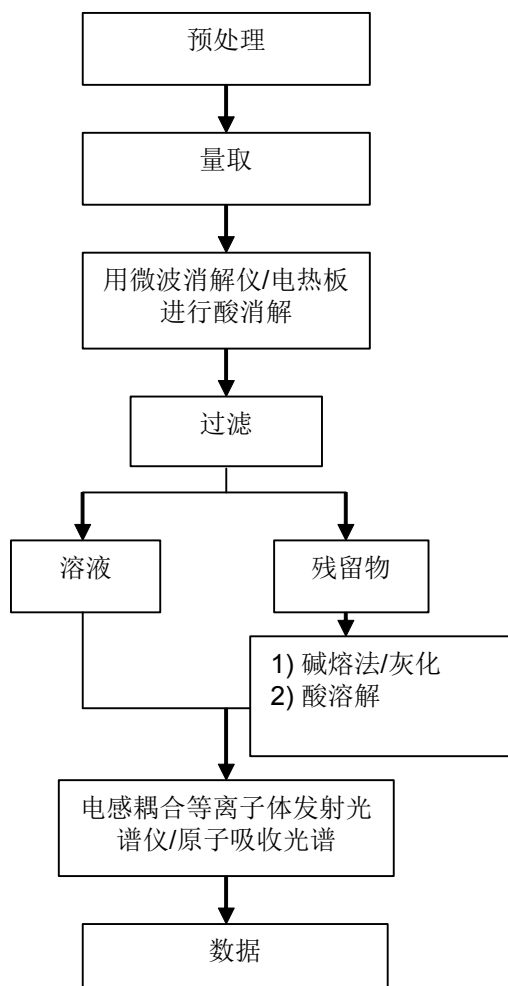 预处理
量取
用微波消解仪/电热板
进行酸消解
过滤
溶液
残留物
1) 碱熔法/灰化
2) 酸溶解
电感耦合等离子体发射光
谱仪/原子吸收光谱
数据